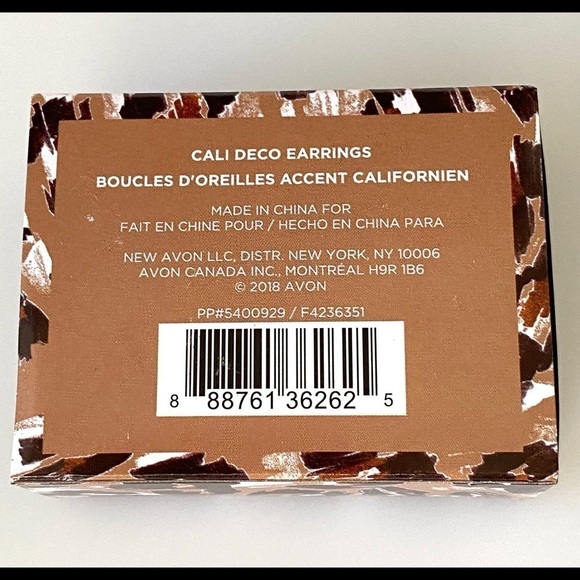 CALI DECO EARRINGS
BOUCLES D'OREILLES ACCENT CALIFORNIEN
MADE IN CHINA FOR
FAIT EN CHINE POUR / HECHO EN CHINA PARA
NEW AVON LLC, DISTR. NEW YORK, NY 10006
AVON CANADA INC., MONTRÉAL H9R 1B6
© 2018 AVON
PP#5400929 / F4236351
8 88761 36262 5